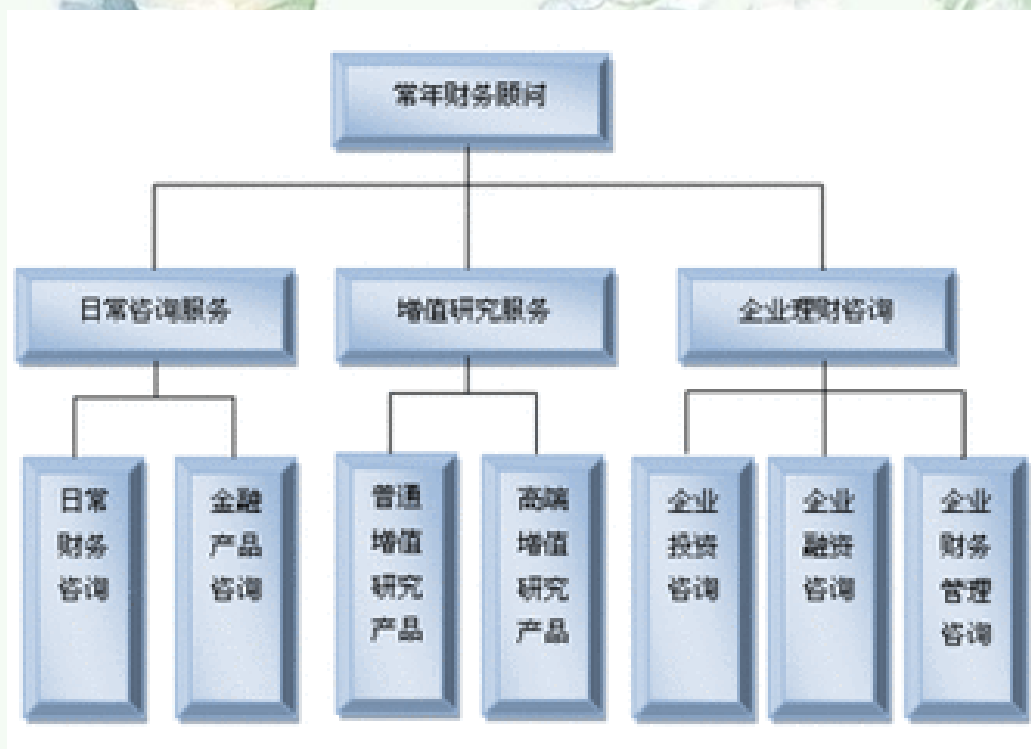 常年财务顾问
日常咨询服务
增值研究服务
企业理财咨询
日常
财务
咨询
金融
产品
咨询
普通
增值
研究
产品
高端
增值
研究
产品
企业
投资
咨询
企业
融资
咨询
企业
财务
管理
咨询